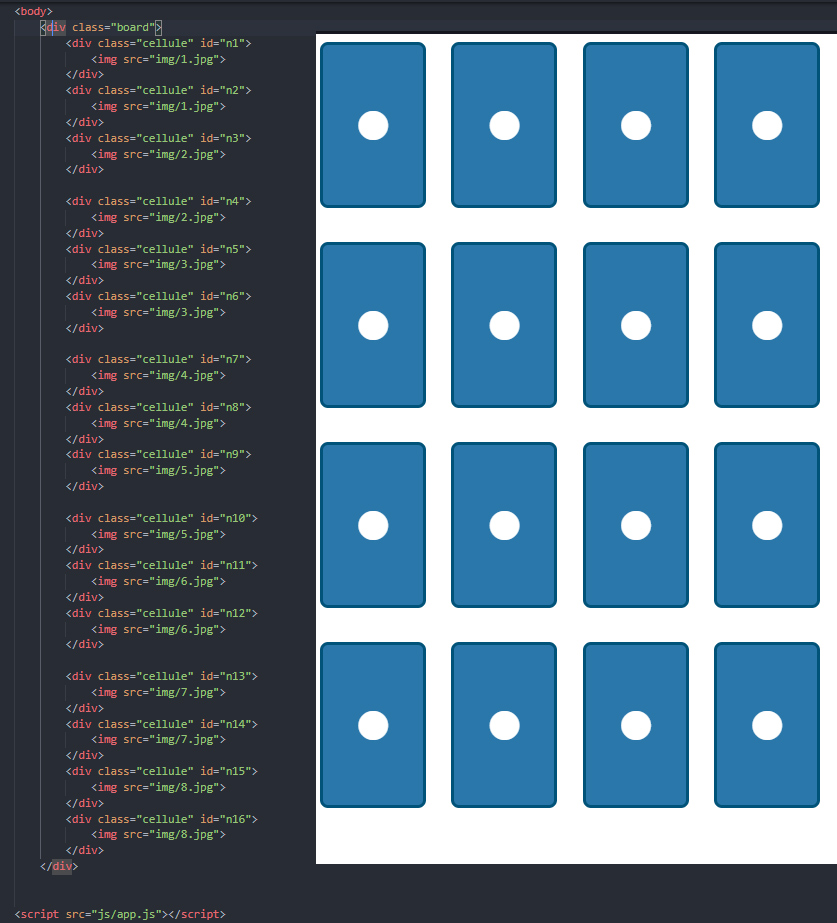 <body>
<div class="board">
<div class="cellule" id="n1">
<img src="img/1.jpg">
</div>
<div class="cellule" id="n2">
<img src="img/1.jpg">
</div>
<div class="cellule" id="n3">
<img src="img/2.jpg">
</div>
<div class="cellule" id="n4">
<img src="img/2.jpg">
</div>
<div class="cellule" id="n5">
<img src="img/3.jpg">
</div>
<div class="cellule" id="n6">
<img src="img/3.jpg">
</div>
<div class="cellule" id="n7">
<img src="img/4.jpg">
</div>
<div class="cellule" id="n8">
<img src="img/4.jpg">
</div>
<div class="cellule" id="n9">
<img src="img/5.jpg">
</div>
<div class="cellule" id="n10">
<img src="img/5.jpg">
</div>
<div class="cellule" id="n11">
<img src="img/6.jpg">
</div>
<div class="cellule" id="n12">
<img src="img/6.jpg">
</div>
<div class="cellule" id="n13">
<img src="img/7.jpg">
</div>
<div class="cellule" id="n14">
<img src="img/7.jpg">
</div>
<div class="cellule" id="n15">
<img src="img/8.jpg">
</div>
<div class="cellule" id="n16">
<img src="img/8.jpg">
</div>
</div>
<script src="js/app.js"></script>